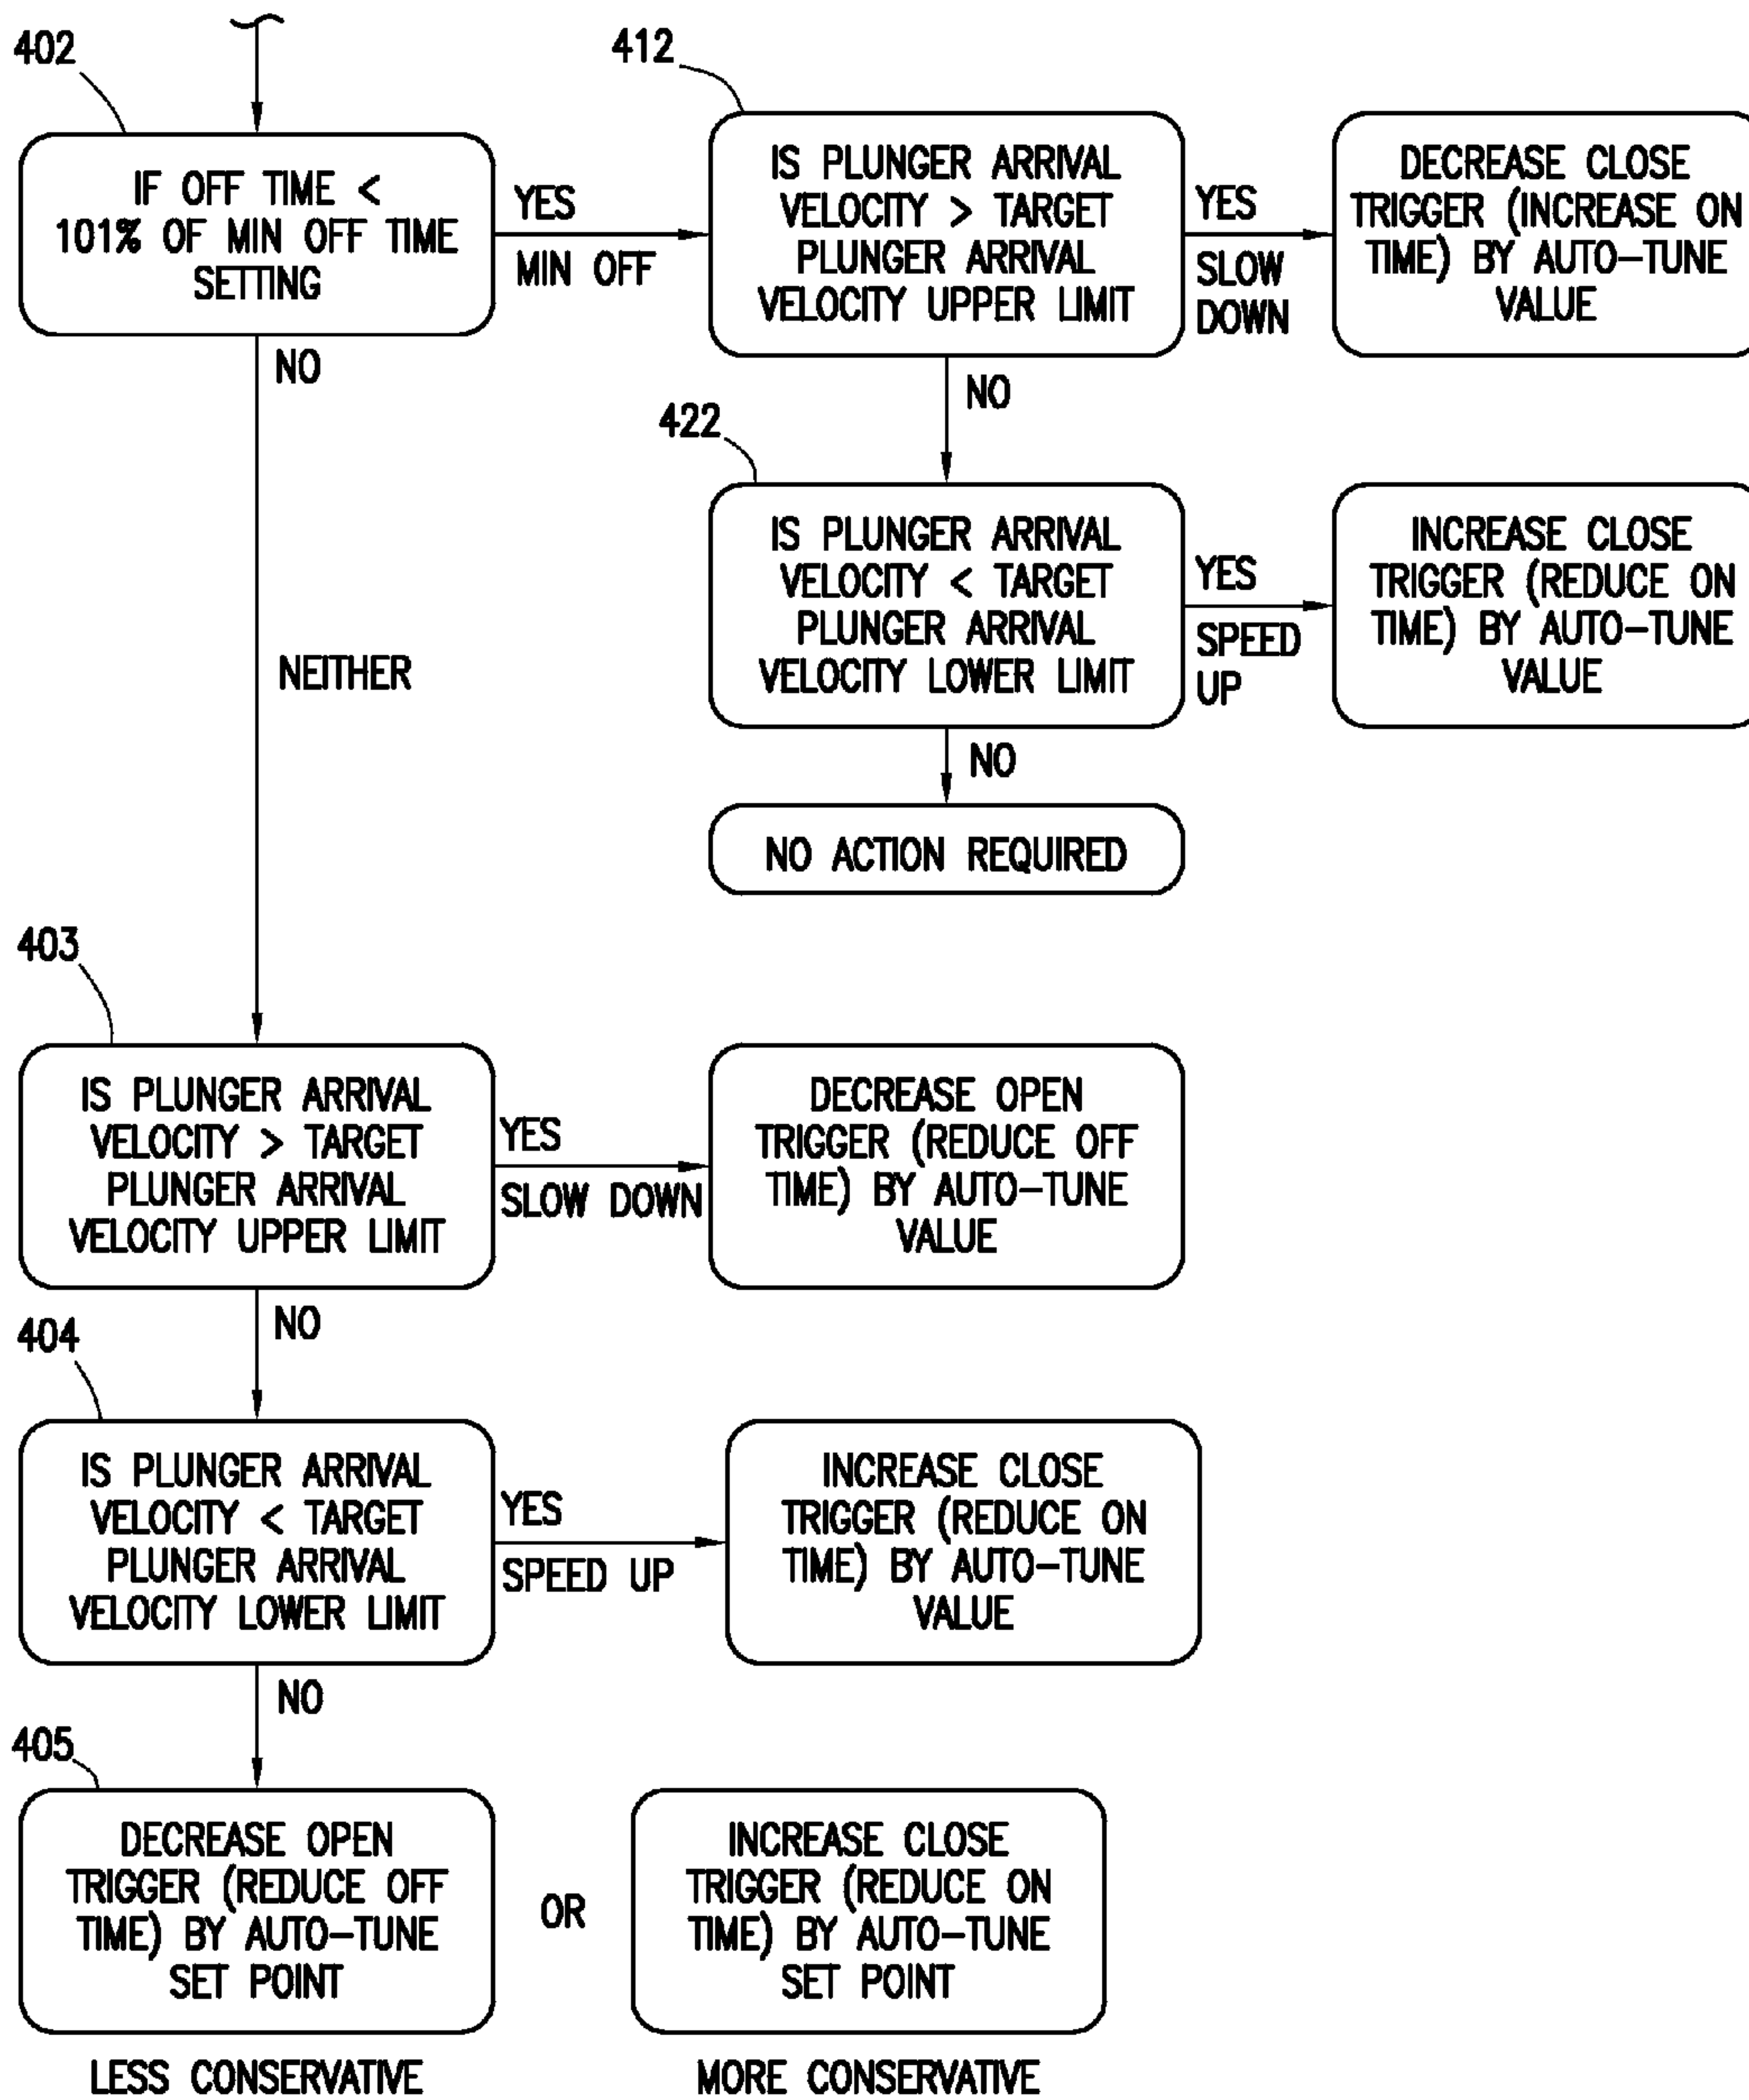 402
IF OFF TIME <
101% OF MIN OFF TIME
SETTING
YES
MIN OFF
412
IS PLUNGER ARRIVAL
VELOCITY > TARGET
PLUNGER ARRIVAL
VELOCITY UPPER LIMIT
YES
SLOW
DOWN
DECREASE CLOSE
TRIGGER (INCREASE ON
TIME) BY AUTO-TUNE
VALUE
NO
NO
422
IS PLUNGER ARRIVAL
VELOCITY < TARGET
PLUNGER ARRIVAL
VELOCITY LOWER LIMIT
YES
SPEED
UP
INCREASE CLOSE
TRIGGER (REDUCE ON
TIME) BY AUTO-TUNE
VALUE
NEITHER
NO
NO ACTION REQUIRED
403
IS PLUNGER ARRIVAL
VELOCITY > TARGET
PLUNGER ARRIVAL
VELOCITY UPPER LIMIT
YES
SLOW DOWN
DECREASE OPEN
TRIGGER (REDUCE OFF
TIME) BY AUTO-TUNE
VALUE
NO
404
IS PLUNGER ARRIVAL
VELOCITY < TARGET
PLUNGER ARRIVAL
VELOCITY LOWER LIMIT
YES
SPEED UP
INCREASE CLOSE
TRIGGER (REDUCE ON
TIME) BY AUTO-TUNE
VALUE
NO
405
DECREASE OPEN
TRIGGER (REDUCE OFF
TIME) BY AUTO-TUNE
SET POINT
OR
INCREASE CLOSE
TRIGGER (REDUCE ON
TIME) BY AUTO-TUNE
SET POINT
LESS CONSERVATIVE
MORE CONSERVATIVE